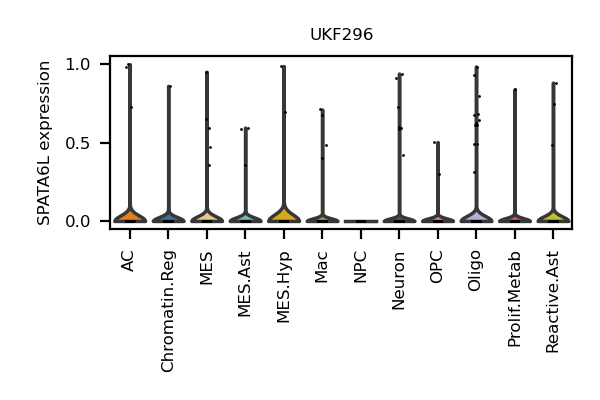 UKF296
SPATA6L expression
1.0
0.5
0.0
AC
Chromatin.Reg
MES
MES.Ast
MES.Hyp
Mac
NPC
Neuron
OPC
Oligo
Prolif.Metab
Reactive.Ast